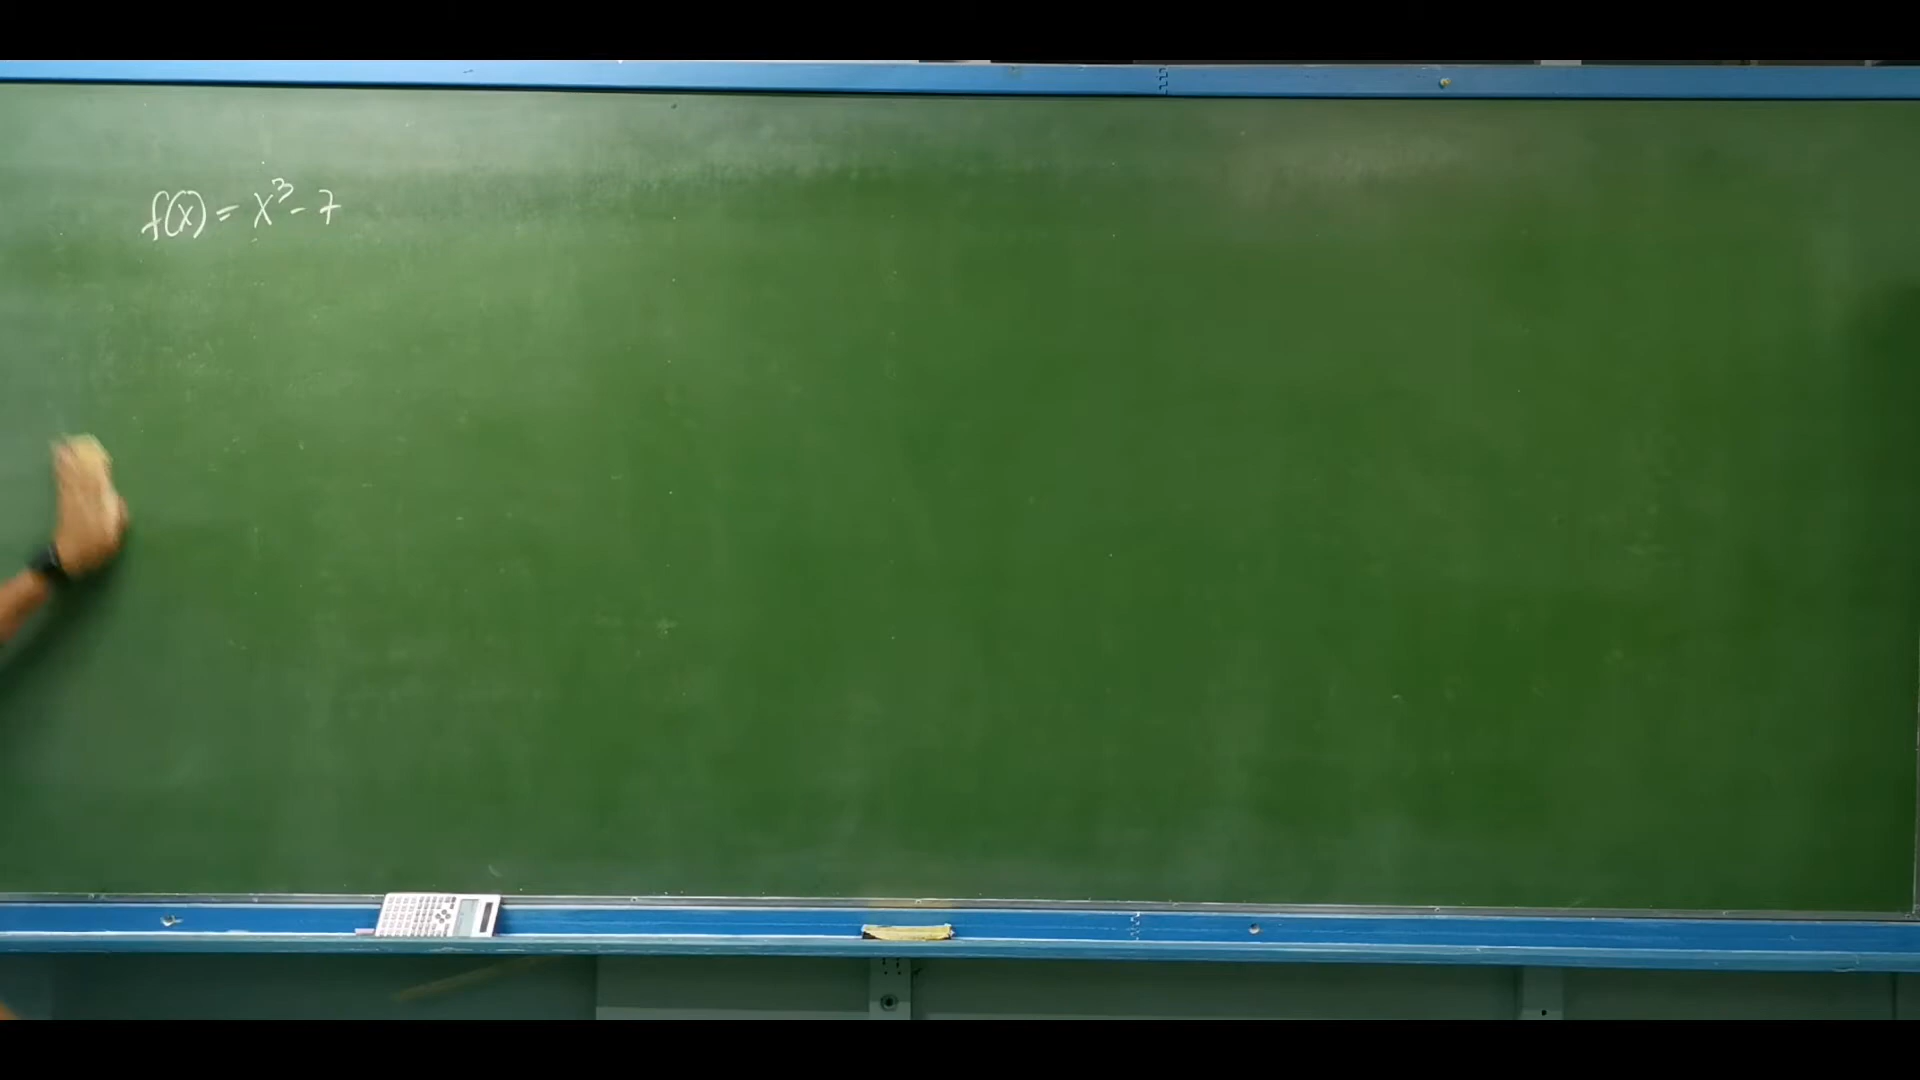 f(x) = x³ - 7